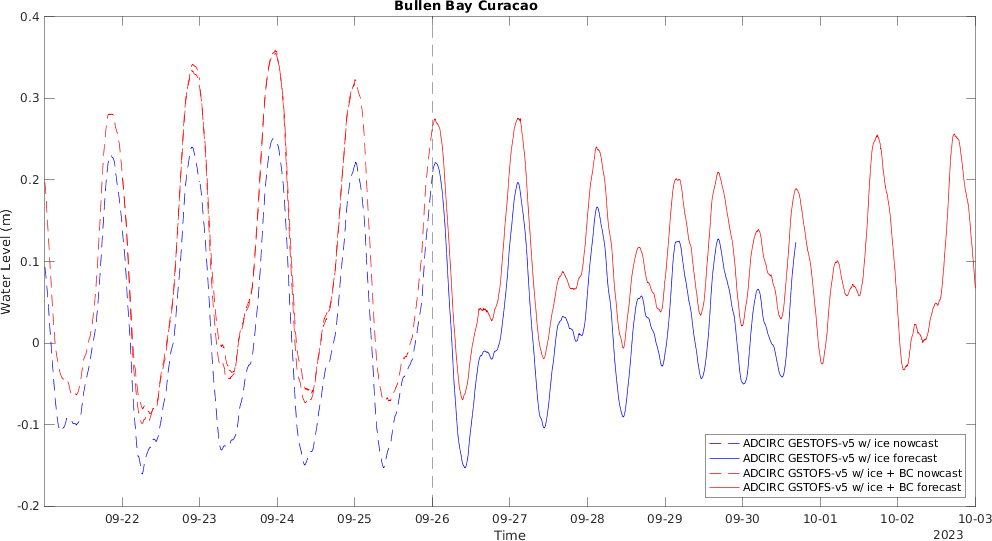 Bullen Bay Curacao
0.4
0.3
0.2
0.1
0
-0.1
-0.2
Water Level (m)
09-22 09-23 09-24 09-25 09-26 09-27 09-28 09-29 09-30 10-01 10-02 10-03
Time
2023
ADCIRC GESTOFS-v5 w/ ice nowcast
ADCIRC GESTOFS-v5 w/ ice forecast
ADCIRC GSTOFS-v5 w/ ice + BC nowcast
ADCIRC GSTOFS-v5 w/ ice + BC forecast